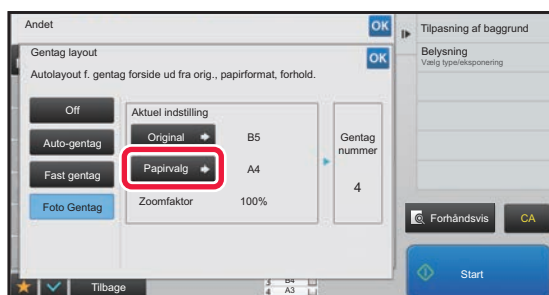 Andet
OK
Gentag layout
OK
Autolayout f. gentag forside ud fra orig., papirformat, forhold.
Off
Auto-gentag
Fast gentag
Foto Gentag
Aktuel indstilling
Original
B5
Papirvalg
A4
Zoomfaktor
100%
Gentag
nummer
4
Tilpasning af baggrund
Belysning
Vælg type/eksponering
Forhåndsvis
CA
Start
Tilbage
3 B4
4 A3